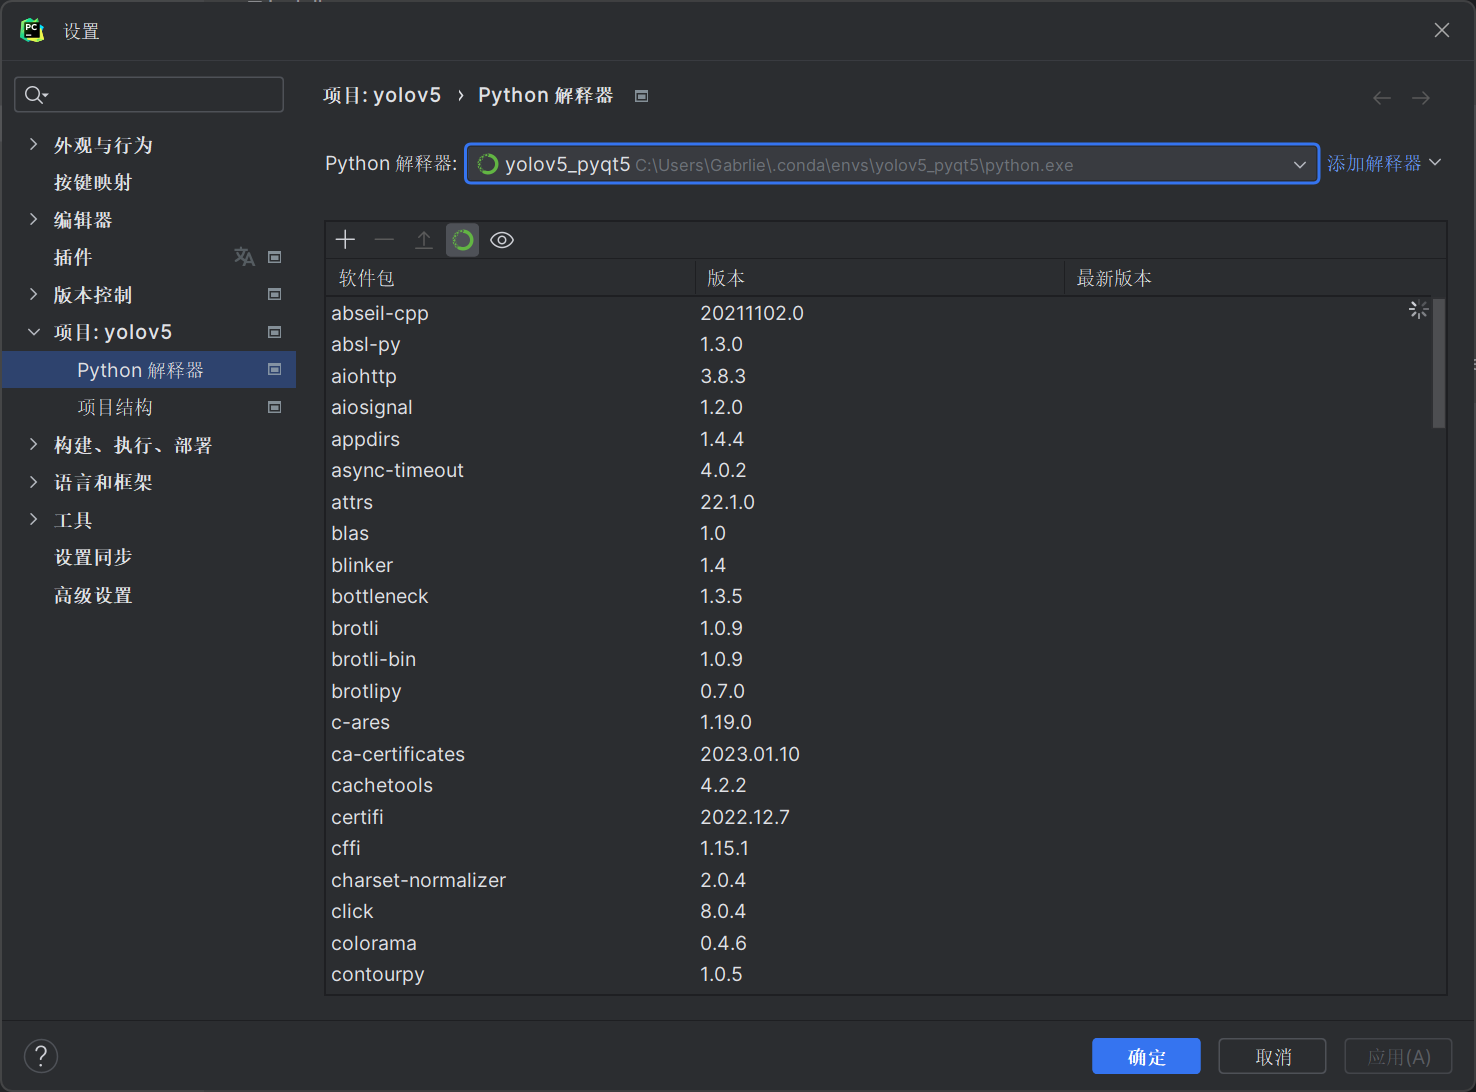 设置
外观与行为
按键映射
编辑器
插件
版本控制
项目: yolov5
Python 解释器
项目结构
构建、执行、部署
语言和框架
工具
设置同步
高级设置
项目: yolov5 › Python 解释器
Python 解释器: yolov5_pyqt5 C:\Users\Gabrlie\.conda\envs\yolov5_pyqt5\python.exe 添加解释器
软件包 版本 最新版本
abseil-cpp 20211102.0
absl-py 1.3.0
aiohttp 3.8.3
aiosignal 1.2.0
appdirs 1.4.4
async-timeout 4.0.2
attrs 22.1.0
blas 1.0
blinker 1.4
bottleneck 1.3.5
brotli 1.0.9
brotli-bin 1.0.9
brotlipy 0.7.0
c-ares 1.19.0
ca-certificates 2023.01.10
cachetools 4.2.2
certifi 2022.12.7
cffi 1.15.1
charset-normalizer 2.0.4
click 8.0.4
colorama 0.4.6
contourpy 1.0.5
? 确定 取消 应用(A)